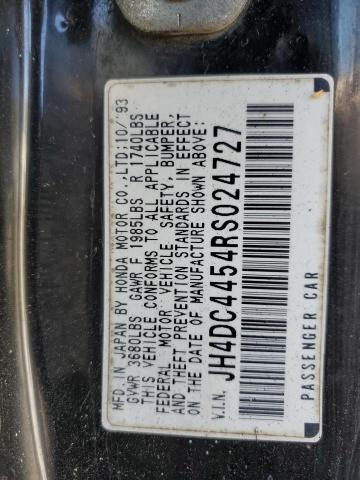 MFD. IN JAPAN BY HONDA MOTOR CO.,LTD:10/'93
GVWR 3680LBS GAWR F 1985LBS R 1740LBS
THIS VEHICLE CONFORMS TO ALL APPLICABLE
FEDERAL MOTOR VEHICLE SAFETY, BUMPER,
AND THEFT PREVENTION STANDARDS IN EFFECT
ON THE DATE OF MANUFACTURE SHOWN ABOVE:
V.I.N. JH4DC4454RS024727
PASSENGER CAR